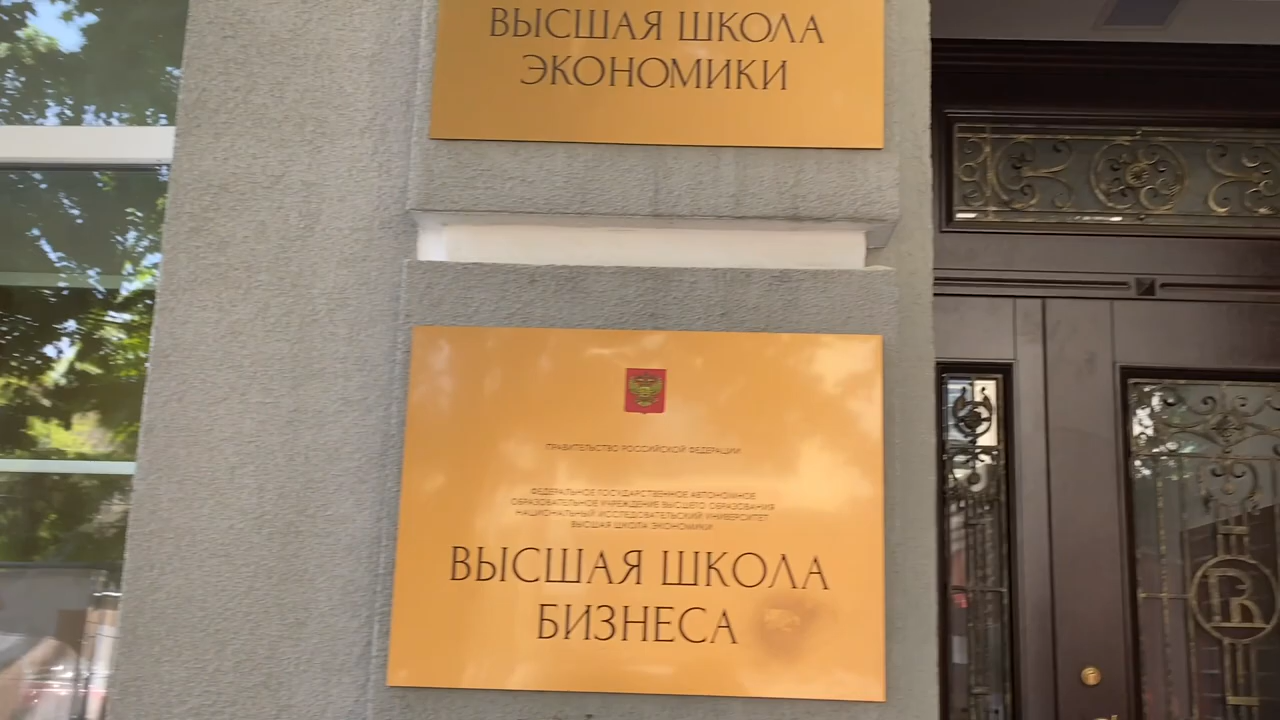 ВЫСШАЯ ШКОЛА
ЭКОНОМИКИ
ПРАВИТЕЛЬСТВО РОССИЙСКОЙ ФЕДЕРАЦИИ
ФЕДЕРАЛЬНОЕ ГОСУДАРСТВЕННОЕ АВТОНОМНОЕ
ОБРАЗОВАТЕЛЬНОЕ УЧРЕЖДЕНИЕ ВЫСШЕГО ОБРАЗОВАНИЯ
НАЦИОНАЛЬНЫЙ ИССЛЕДОВАТЕЛЬСКИЙ УНИВЕРСИТЕТ
ВЫСШАЯ ШКОЛА ЭКОНОМИКИ
ВЫСШАЯ ШКОЛА
БИЗНЕСА